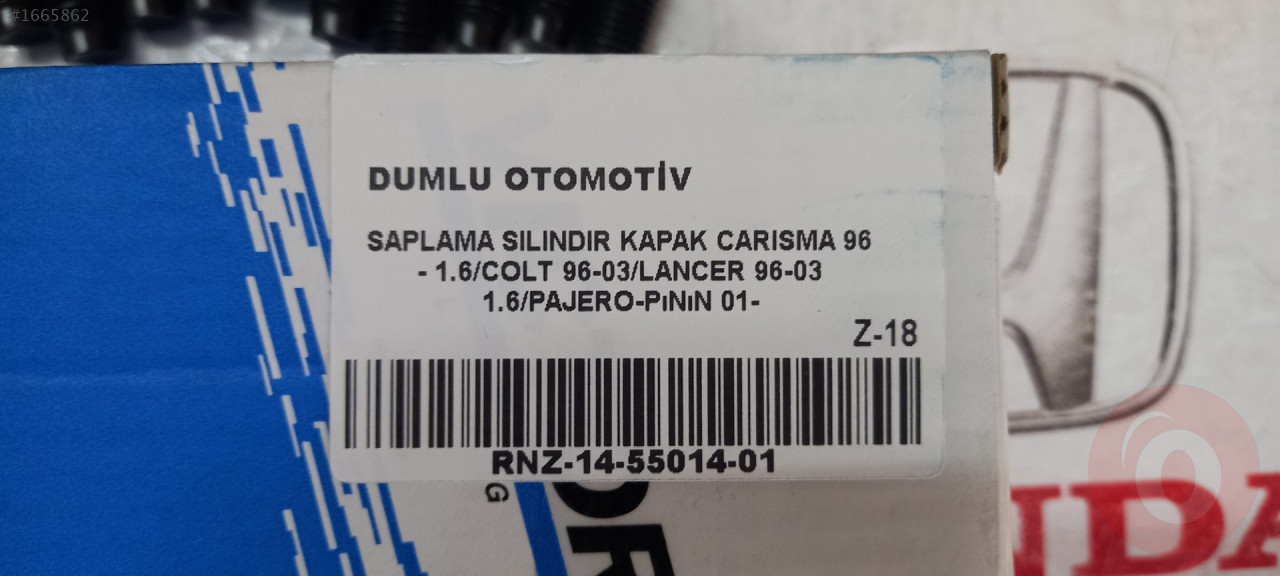 #1665862
DUMLU OTOMOTİV
SAPLAMA SILINDIR KAPAK CARISMA 96
- 1.6/COLT 96-03/LANCER 96-03
1.6/PAJERO-PıNıN 01-
Z-18
RNZ-14-55014-01
G